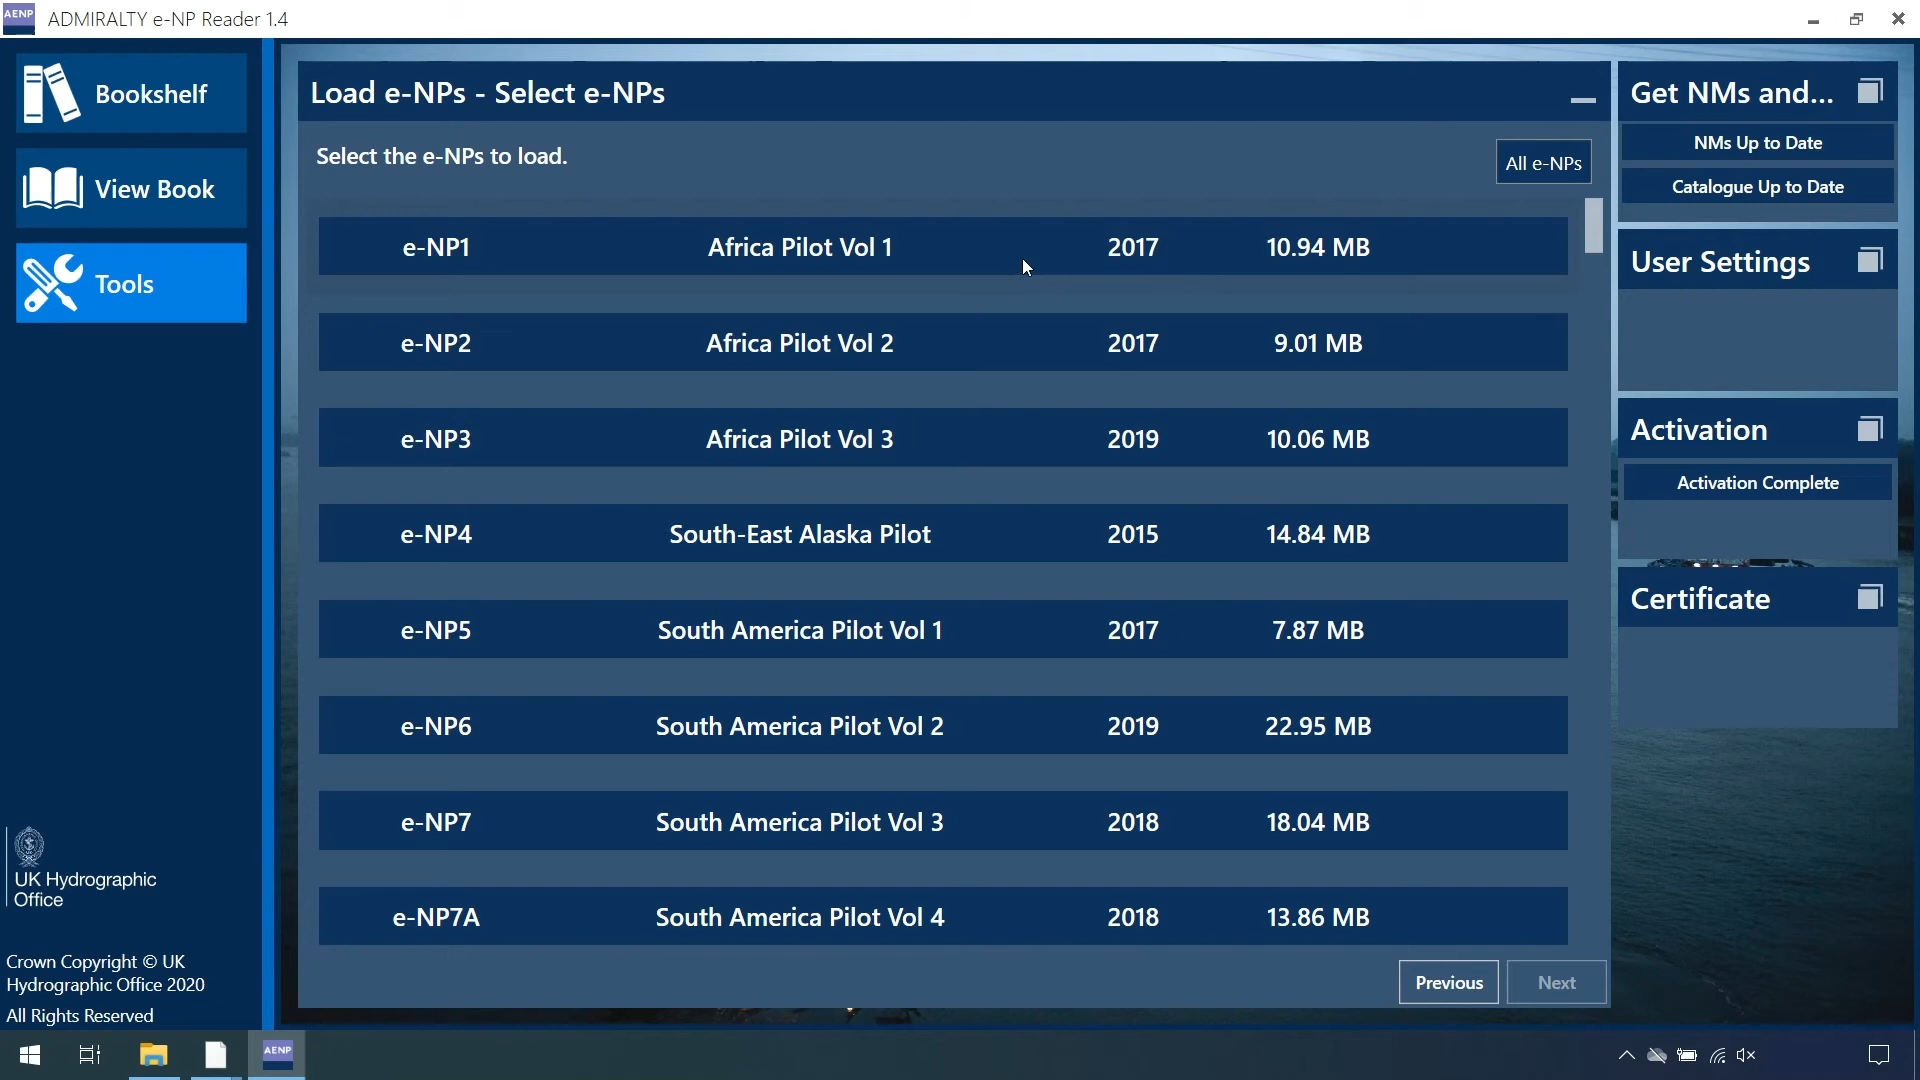 AENP ADMIRALTY e-NP Reader 1.4
Bookshelf
View Book
Tools
UK Hydrographic
Office
Crown Copyright © UK
Hydrographic Office 2020
All Rights Reserved
Load e-NPs - Select e-NPs
Select the e-NPs to load.
All e-NPs
e-NP1 Africa Pilot Vol 1 2017 10.94 MB
e-NP2 Africa Pilot Vol 2 2017 9.01 MB
e-NP3 Africa Pilot Vol 3 2019 10.06 MB
e-NP4 South-East Alaska Pilot 2015 14.84 MB
e-NP5 South America Pilot Vol 1 2017 7.87 MB
e-NP6 South America Pilot Vol 2 2019 22.95 MB
e-NP7 South America Pilot Vol 3 2018 18.04 MB
e-NP7A South America Pilot Vol 4 2018 13.86 MB
Previous Next
Get NMs and...
NMs Up to Date
Catalogue Up to Date
User Settings
Activation
Activation Complete
Certificate
AENP